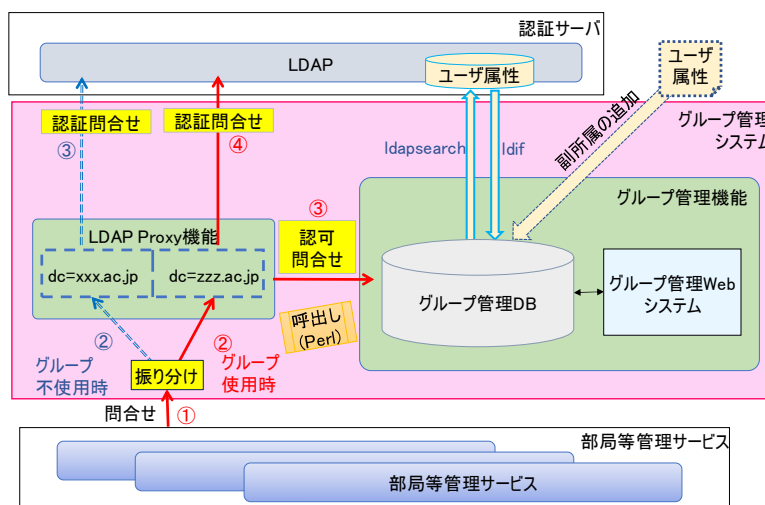 認証サーバ
LDAP
ユーザ属性
ユーザ
属性
認証問合せ
認証問合せ
③
④
ldapsearch
ldif
副所属の追加
グループ管理
システム
グループ管理機能
LDAP Proxy機能
dc=xxx.ac.jp
dc=zzz.ac.jp
③
認可
問合せ
グループ管理DB
グループ管理Web
システム
呼出し
(Perl)
②
②
グループ
不使用時
振り分け
グループ
使用時
問合せ
①
部局等管理サービス
部局等管理サービス